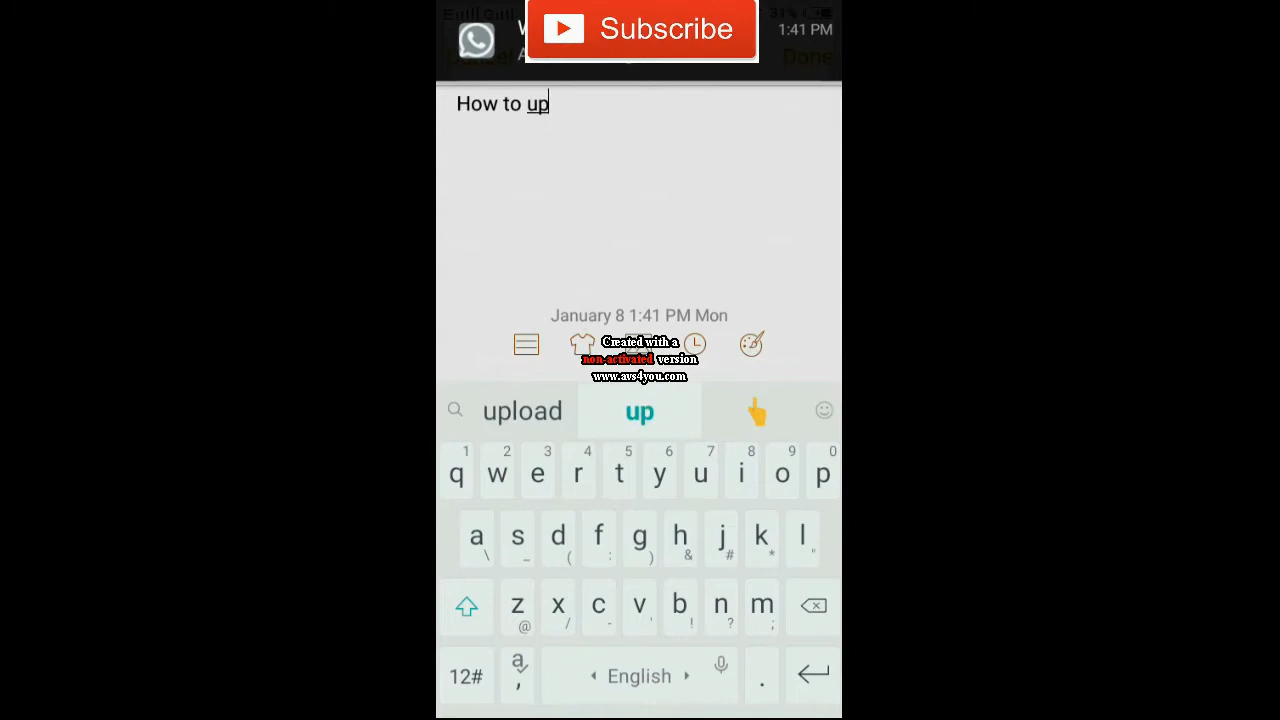 Subscribe
1:41 PM
Done
How to up
January 8 1:41 PM Mon
Created with a
non-activated version
www.avs4you.com
upload up
1 2 3 4 5 6 7 8 9 0
q w e r t y u i o p
a s d f g h j k l
\ _ ( : ) & # * "
z x c v b n m
@ / - ' ! ? ;
12# a , English .